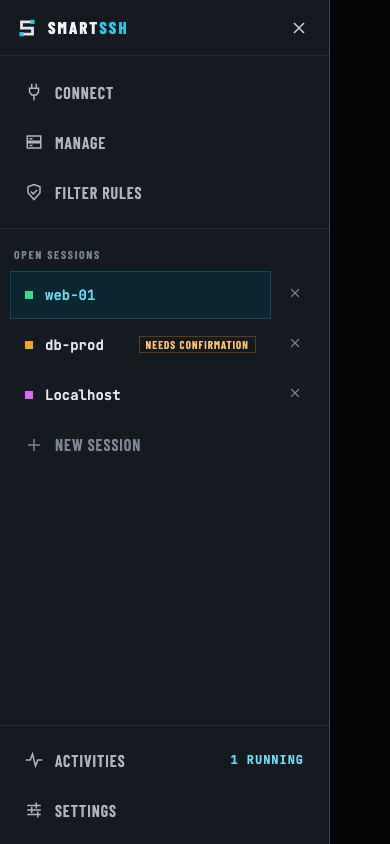 SMARTSSH
CONNECT
MANAGE
FILTER RULES
OPEN SESSIONS
web-01
db-prod NEEDS CONFIRMATION
Localhost
NEW SESSION
ACTIVITIES 1 RUNNING
SETTINGS